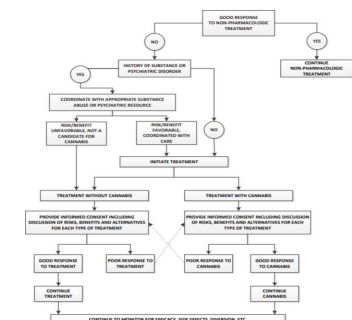 GOOD RESPONSE
TO NON-PHARMACOLOGIC
TREATMENT
NO
YES
HISTORY OF SUBSTANCE OR
PSYCHIATRIC DISORDER
CONTINUE
NON-PHARMACOLOGIC
TREATMENT
YES
COORDINATE WITH APPROPRIATE SUBSTANCE
ABUSE OR PSYCHIATRIC RESOURCE
RISK/BENEFIT
UNFAVORABLE, NOT A
CANDIDATE FOR
CANNABIS
RISK/BENEFIT
FAVORABLE,
COORDINATED WITH
CARE
NO
INITIATE TREATMENT
TREATMENT WITHOUT CANNABIS
TREATMENT WITH CANNABIS
PROVIDE INFORMED CONSENT INCLUDING
DISCUSSION OF RISKS, BENEFITS AND ALTERNATIVES
FOR EACH TYPE OF TREATMENT
PROVIDE INFORMED CONSENT INCLUDING DISCUSSION
OF RISKS, BENEFITS AND ALTERNATIVES FOR EACH
TYPE OF TREATMENT
GOOD RESPONSE
TO TREATMENT
POOR RESPONSE TO
TREATMENT
POOR RESPONSE TO
CANNABIS
GOOD RESPONSE
TO CANNABIS
CONTINUE
TREATMENT
CONTINUE
CANNABIS
CONTINUE TO MONITOR FOR EFFICACY, SIDE EFFECTS, DIVERSION, ETC.